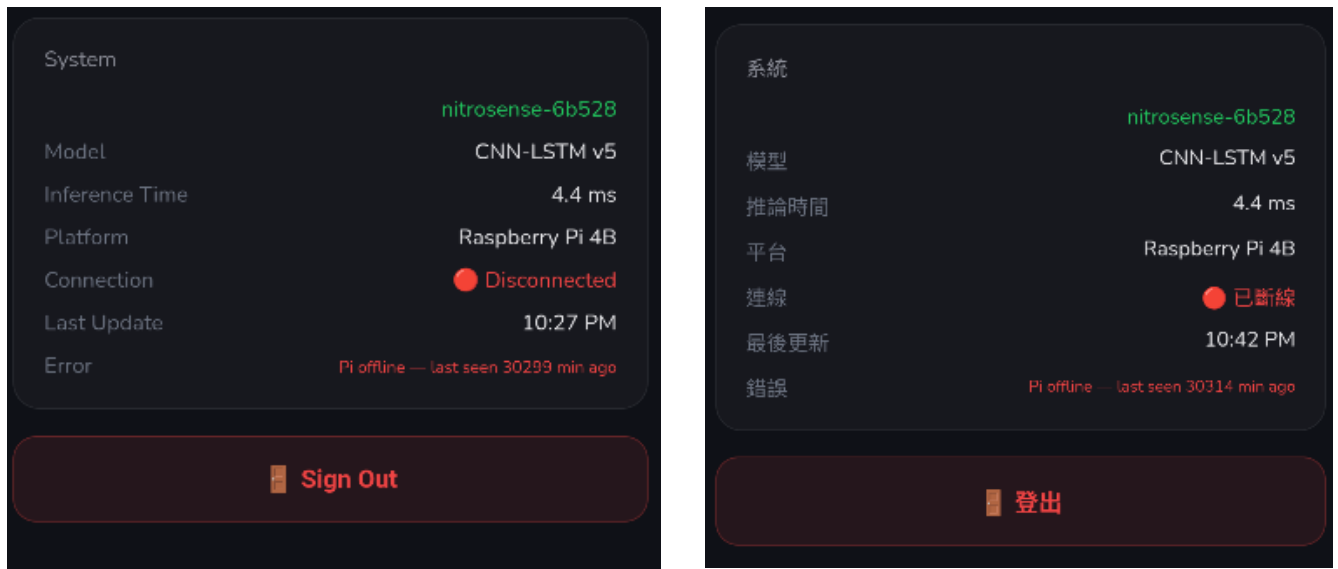 System
nitrosense-6b528
Model CNN-LSTM v5
Inference Time 4.4 ms
Platform Raspberry Pi 4B
Connection 🔴 Disconnected
Last Update 10:27 PM
Error Pi offline — last seen 30299 min ago
🚪 Sign Out
系統
nitrosense-6b528
模型 CNN-LSTM v5
推論時間 4.4 ms
平台 Raspberry Pi 4B
連線 🔴 已斷線
最後更新 10:42 PM
錯誤 Pi offline — last seen 30314 min ago
🚪 登出